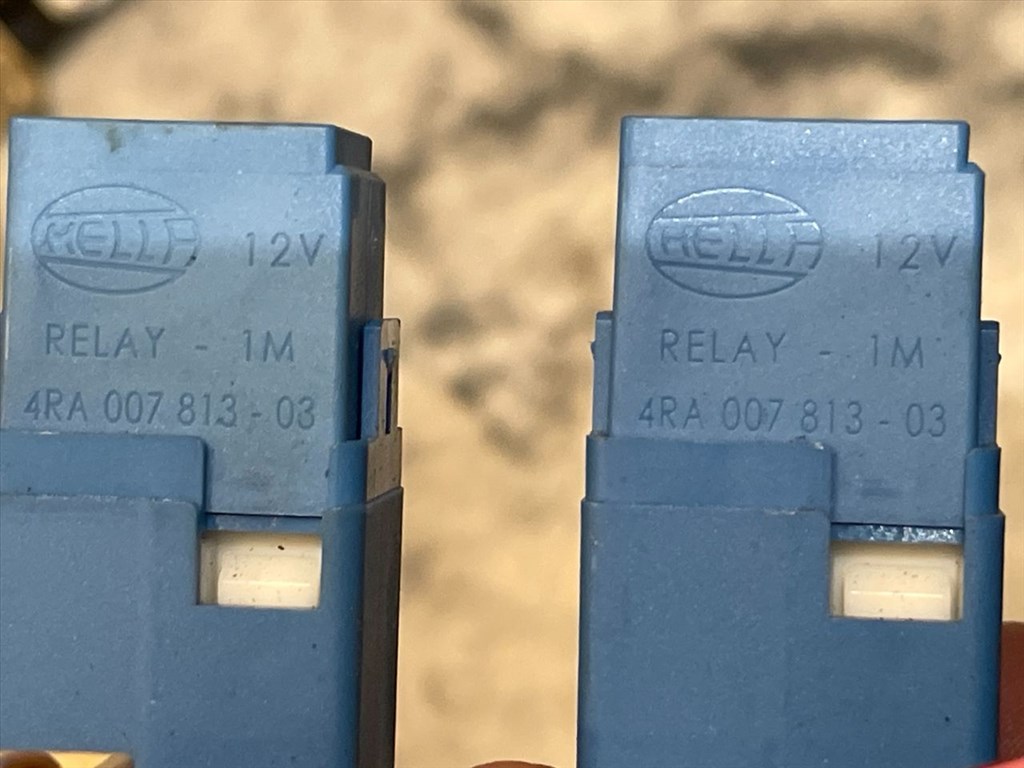 HELLA 12V
RELAY - 1M
4RA 007 813 - 03
HELLA 12V
RELAY - 1M
4RA 007 813 - 03